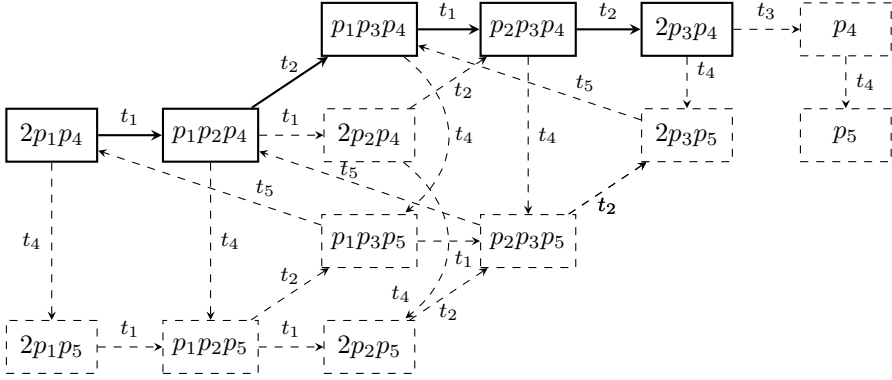 t₁ t₂ t₃
p₁p₃p₄ p₂p₃p₄ 2p₃p₄ p₄
t₂ t₂ t₅ t₄ t₄
t₁ t₁ t₄ t₄
2p₁p₄ p₁p₂p₄ 2p₂p₄ 2p₃p₅ p₅
t₅ t₅
t₂
t₄ t₄ p₁p₃p₅ p₂p₃p₅
t₁
t₂
t₄ t₂
t₁ t₁
2p₁p₅ p₁p₂p₅ 2p₂p₅